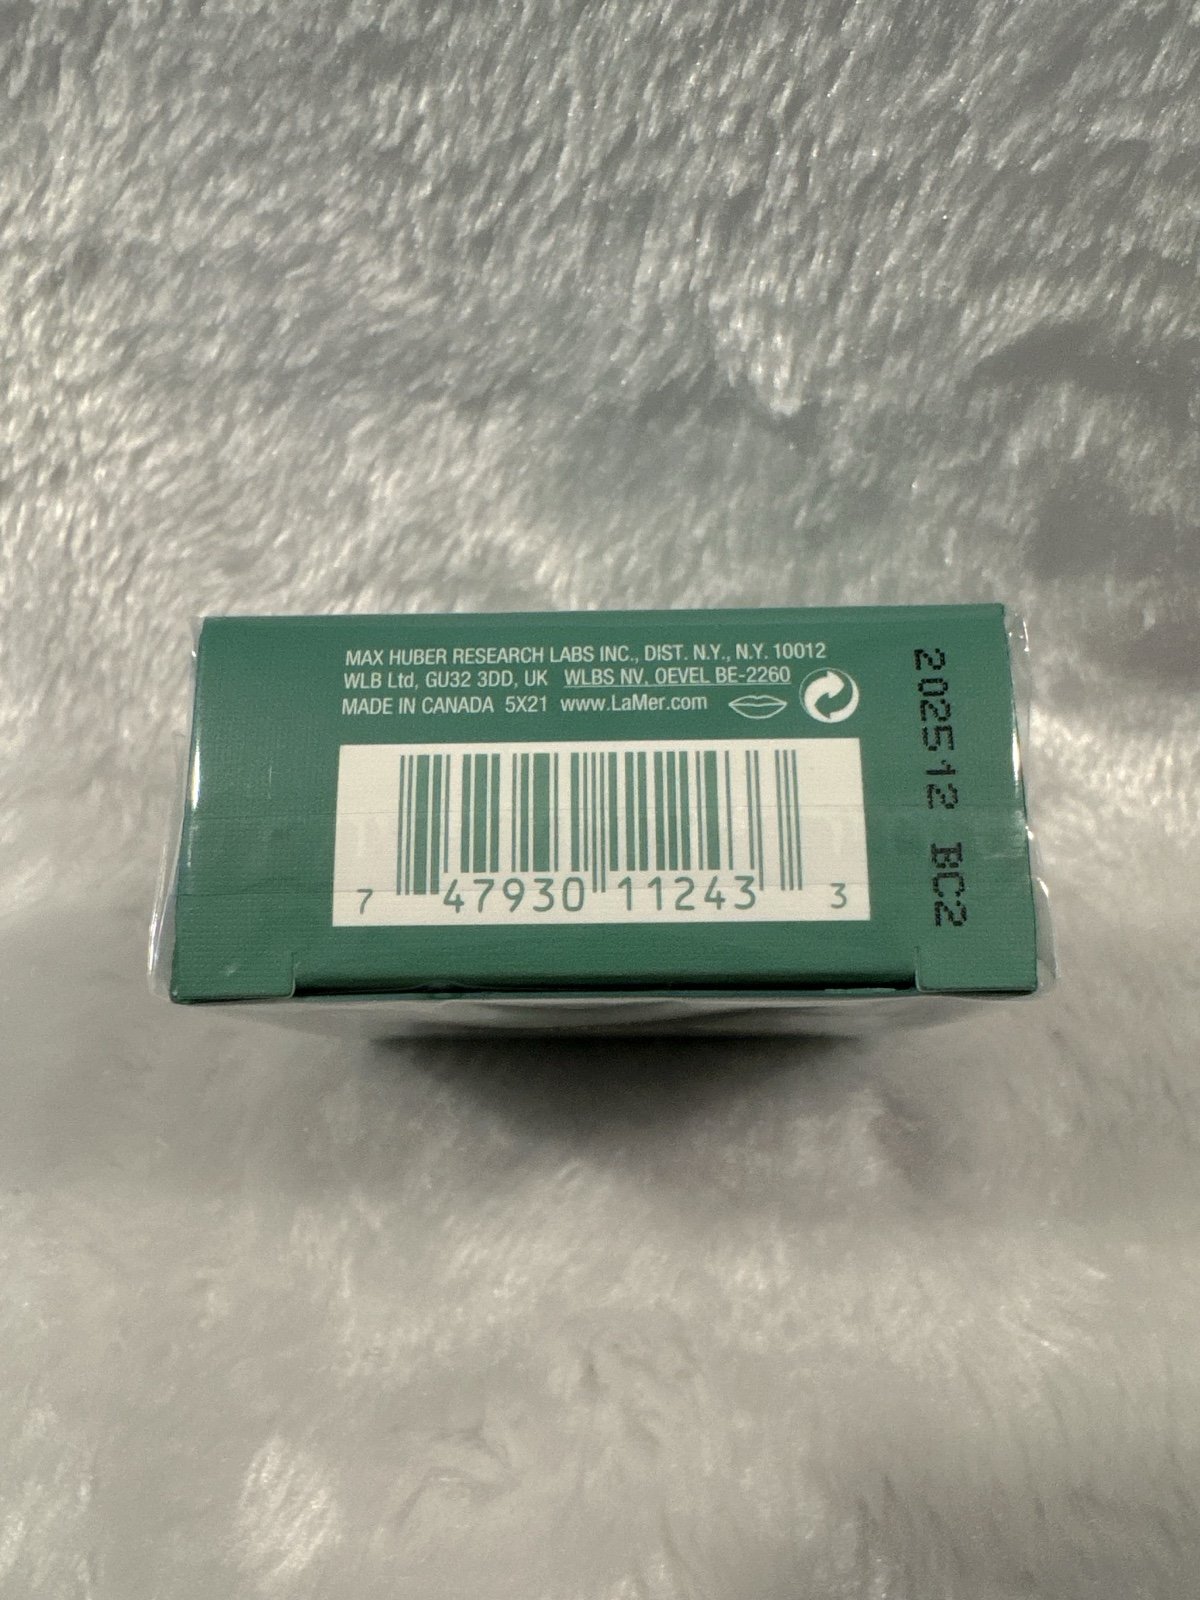 MAX HUBER RESEARCH LABS INC., DIST. N.Y., N.Y. 10012
WLB Ltd, GU32 3DD, UK WLBS NV. OEVEL BE-2260
MADE IN CANADA 5X21 www.LaMer.com
7 47930 11243 3
202512 BC2